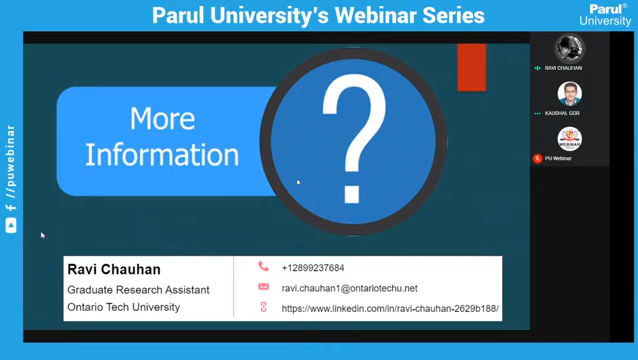 Parul University's Webinar Series
Parul®
University
//puwebinar
More
Information
?
RAVI CHAUHAN
KAUSHAL GOR
WEBINAR
PU Webinar
Ravi Chauhan
Graduate Research Assistant
Ontario Tech University
+12899237684
ravi.chauhan1@ontariotechu.net
https://www.linkedin.com/in/ravi-chauhan-2629b188/